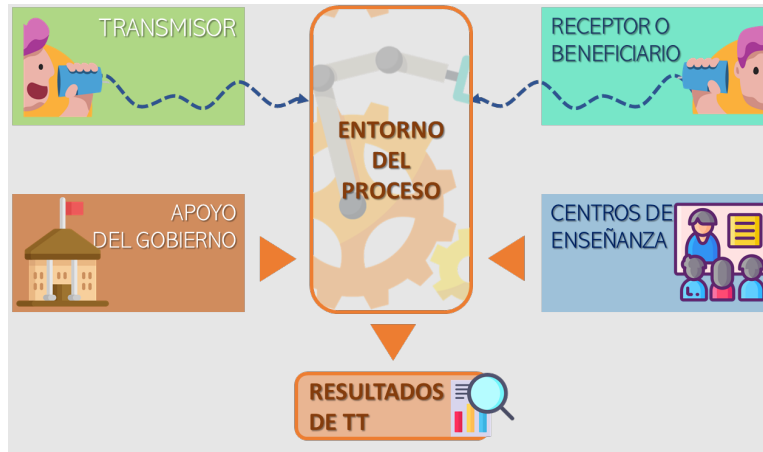 TRANSMISOR
RECEPTOR O
BENEFICIARIO
ENTORNO
DEL
PROCESO
APOYO
DEL GOBIERNO
CENTROS DE
ENSEÑANZA
RESULTADOS
DE TT